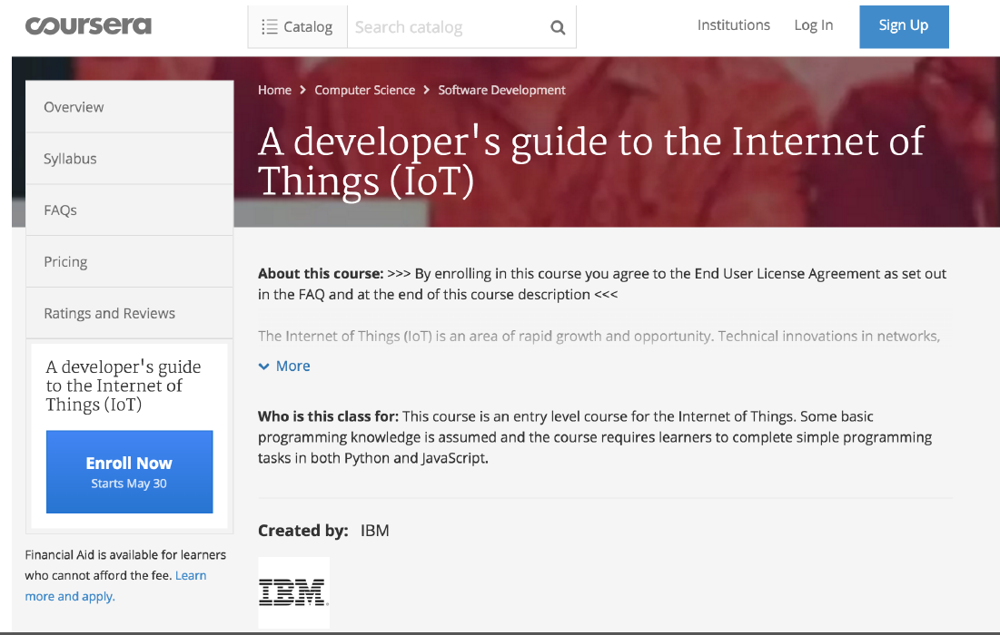 coursera
Catalog
Search catalog
Institutions
Log In
Sign Up
Overview
Syllabus
FAQs
Pricing
Ratings and Reviews
A developer's guide
to the Internet of
Things (IoT)
Enroll Now
Starts May 30
Financial Aid is available for learners
who cannot afford the fee. Learn
more and apply.
Home > Computer Science > Software Development
A developer's guide to the Internet of
Things (IoT)
About this course: >>> By enrolling in this course you agree to the End User License Agreement as set out
in the FAQ and at the end of this course description <<<
The Internet of Things (IoT) is an area of rapid growth and opportunity. Technical innovations in networks,
More
Who is this class for: This course is an entry level course for the Internet of Things. Some basic
programming knowledge is assumed and the course requires learners to complete simple programming
tasks in both Python and JavaScript.
Created by: IBM
IBM